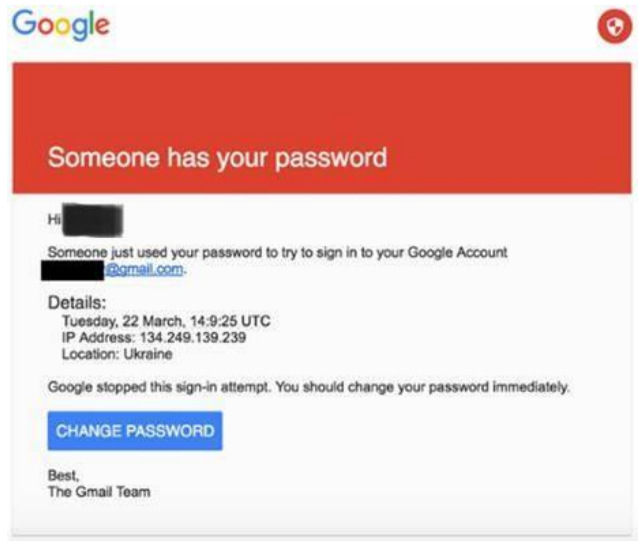 Google
Someone has your password
Hi
Someone just used your password to try to sign in to your Google Account
@gmail.com.
Details:
Tuesday, 22 March, 14:9:25 UTC
IP Address: 134.249.139.239
Location: Ukraine
Google stopped this sign-in attempt. You should change your password immediately.
CHANGE PASSWORD
Best,
The Gmail Team